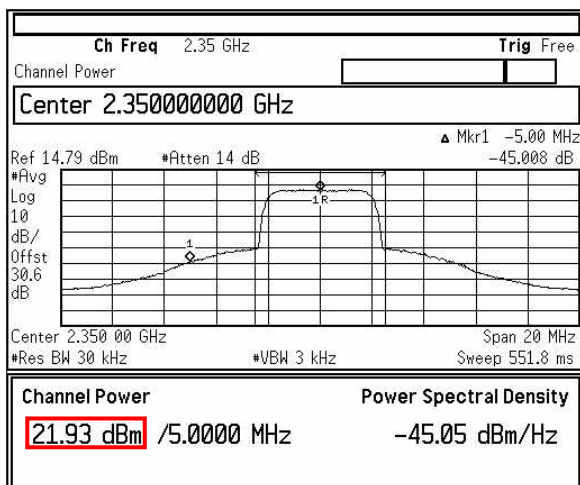 Ch Freq 2.35 GHz Trig Free
Channel Power
Center 2.350000000 GHz
Δ Mkr1 -5.00 MHz
Ref 14.79 dBm #Atten 14 dB -45.008 dB
#Avg
Log
10
dB/
Offst
30.6
dB
1R
1
Center 2.350 00 GHz Span 20 MHz
#Res BW 30 kHz #VBW 3 kHz Sweep 551.8 ms
Channel Power Power Spectral Density
21.93 dBm /5.0000 MHz -45.05 dBm/Hz